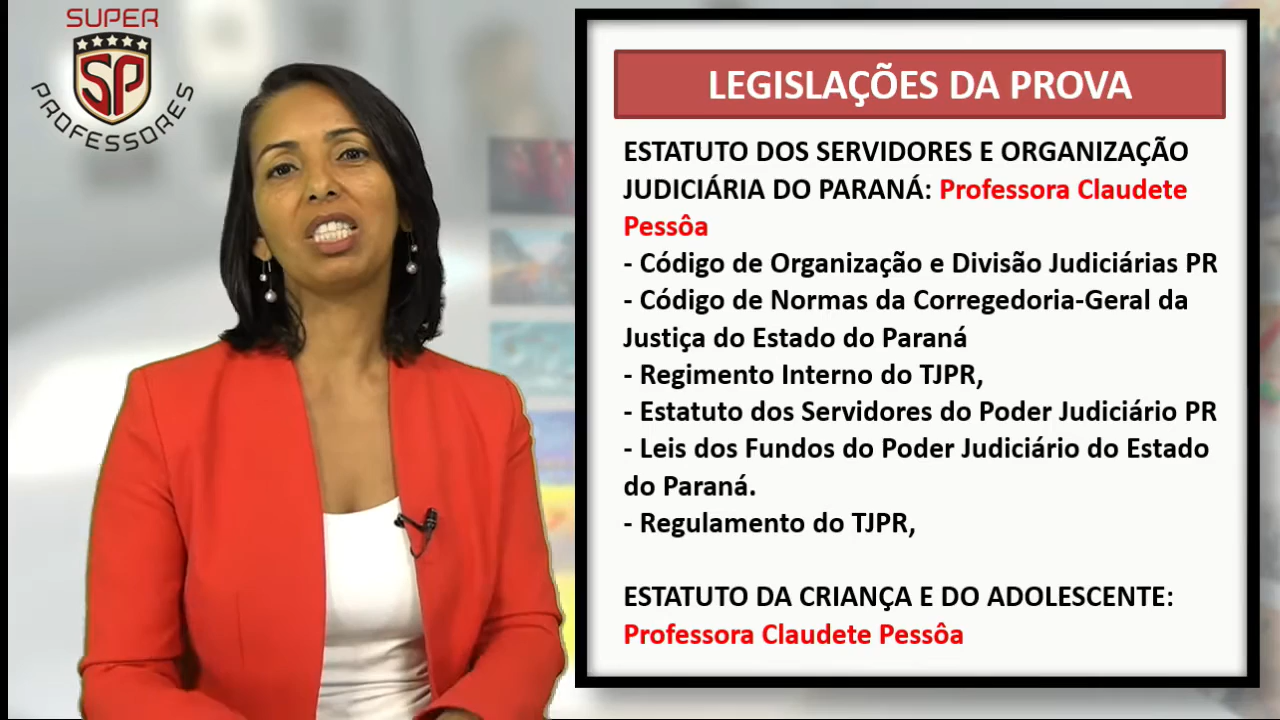 SUPER
SP
PROFESSORES
LEGISLAÇÕES DA PROVA
ESTATUTO DOS SERVIDORES E ORGANIZAÇÃO
JUDICIÁRIA DO PARANÁ: Professora Claudete
Pessôa
- Código de Organização e Divisão Judiciárias PR
- Código de Normas da Corregedoria-Geral da
Justiça do Estado do Paraná
- Regimento Interno do TJPR,
- Estatuto dos Servidores do Poder Judiciário PR
- Leis dos Fundos do Poder Judiciário do Estado
do Paraná.
- Regulamento do TJPR,
ESTATUTO DA CRIANÇA E DO ADOLESCENTE:
Professora Claudete Pessôa